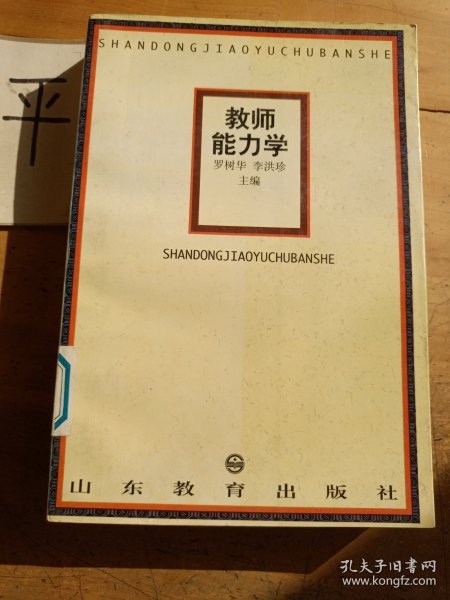 平
SHANDONGJIAOYUCHUBANSHE
教师
能力学
罗树华 李洪珍
主编
SHANDONGJIAOYUCHUBANSHE
山东教育出版社
孔夫子旧书网
www.kongfz.com